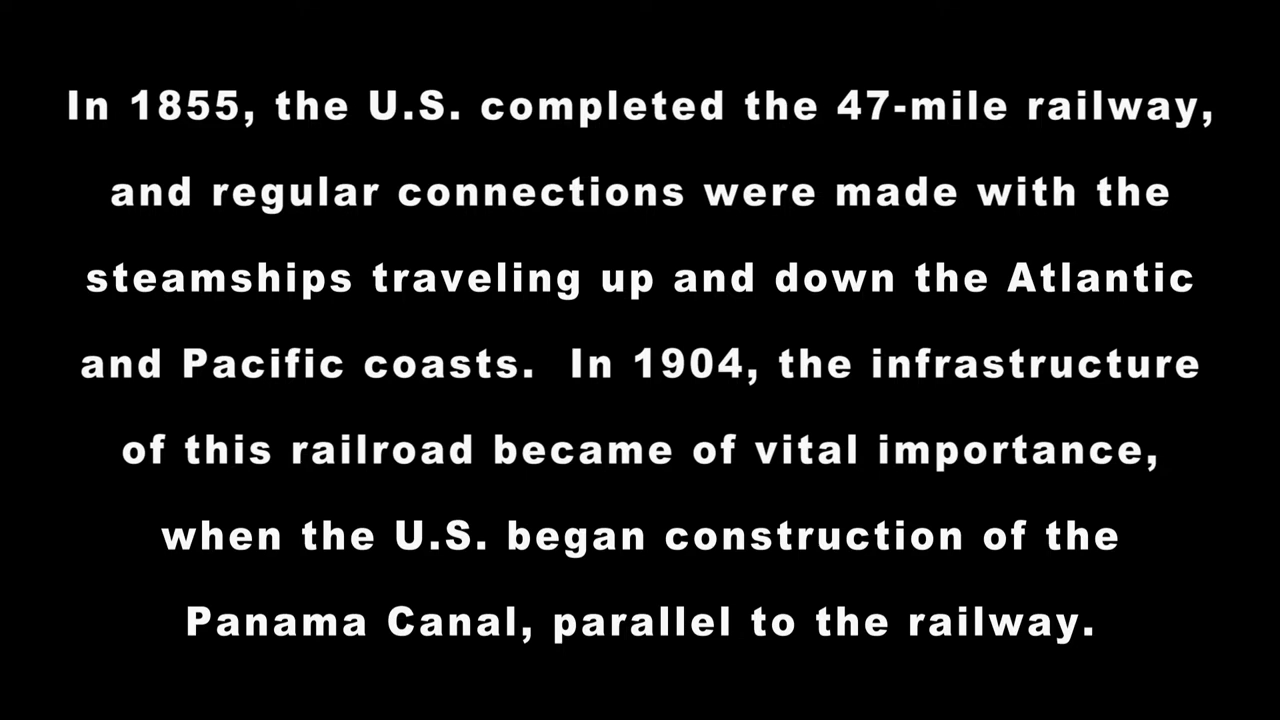 In 1855, the U.S. completed the 47-mile railway,
and regular connections were made with the
steamships traveling up and down the Atlantic
and Pacific coasts.  In 1904, the infrastructure
of this railroad became of vital importance,
when the U.S. began construction of the
Panama Canal, parallel to the railway.